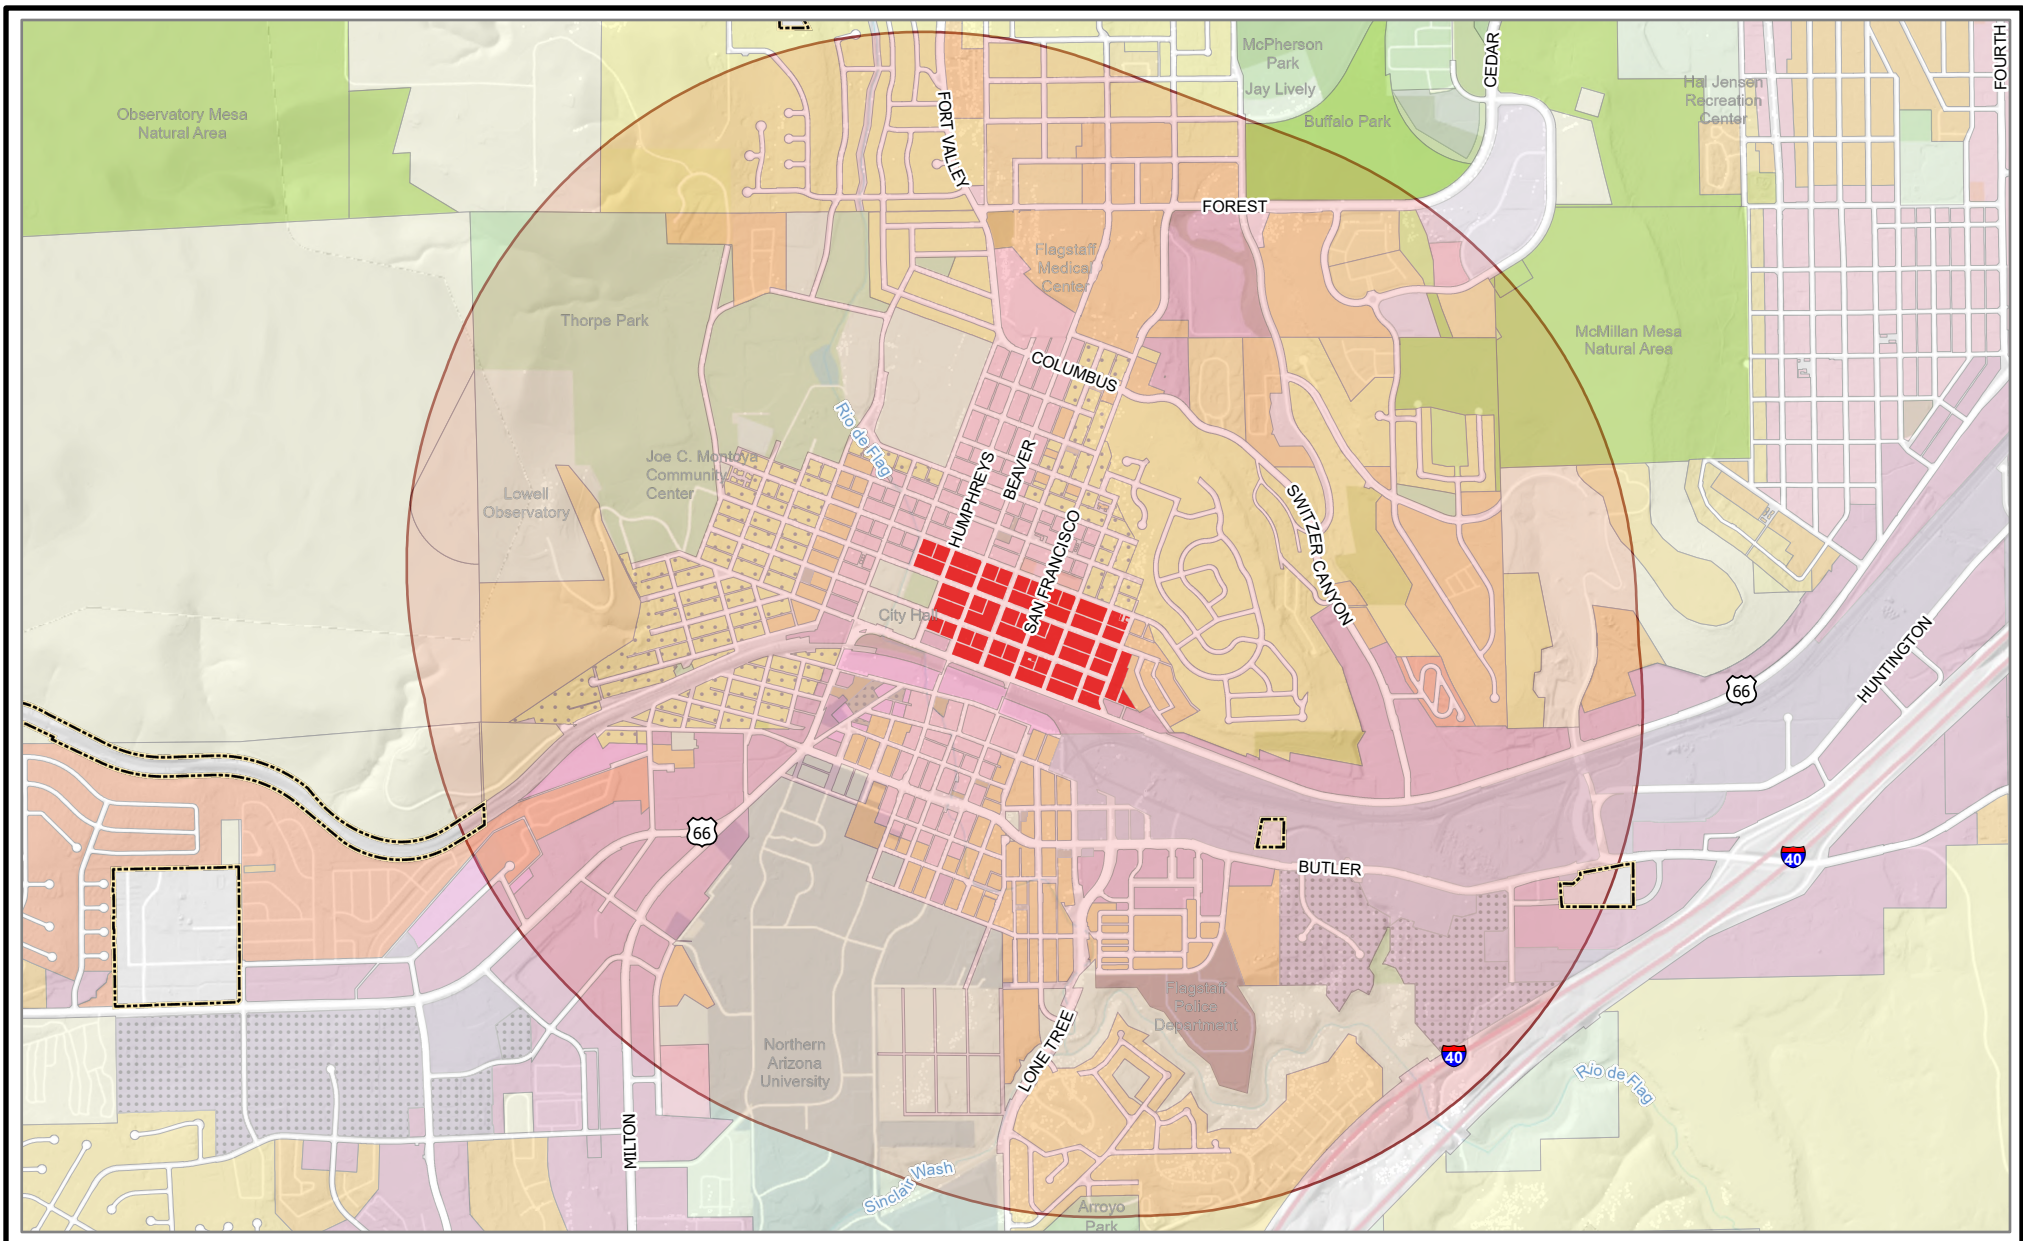 FOURTH
CEDAR
McPherson
Park
Jay Lively
Buffalo Park
Hal Jensen
Recreation
Center
Observatory Mesa
Natural Area
FORT VALLEY
FOREST
Flagstaff
Medical
Center
Thorpe Park
McMillan Mesa
Natural Area
COLUMBUS
Rio de Flag
HUMPHREYS
BEAVER
Joe C. Montoya
Community
Center
Lowell
Observatory
SAN FRANCISCO
SWITZER CANYON
City Hall
HUNTINGTON
66
66
40
BUTLER
Flagstaff
Police
Department
Northern
Arizona
University
LONE TREE
40
Rio de Flag
MILTON
Sinclair Wash
Arroyo
Park